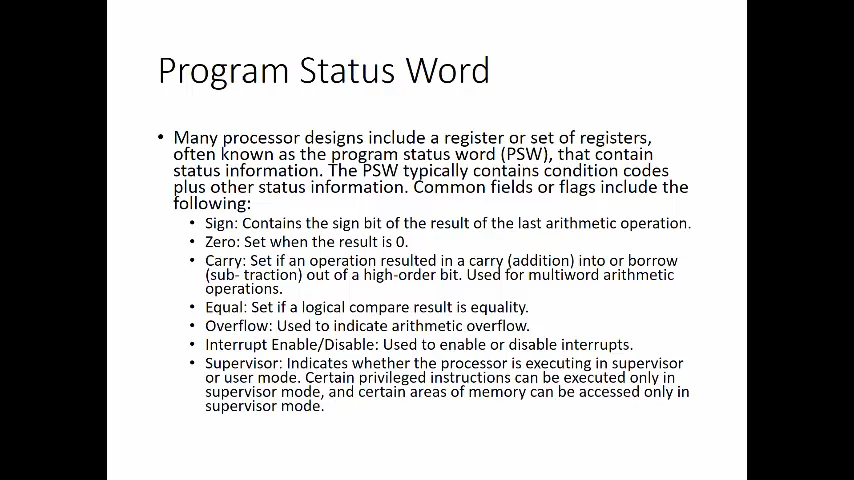 Program Status Word
• Many processor designs include a register or set of registers,
often known as the program status word (PSW), that contain
status information. The PSW typically contains condition codes
plus other status information. Common fields or flags include the
following:
• Sign: Contains the sign bit of the result of the last arithmetic operation.
• Zero: Set when the result is 0.
• Carry: Set if an operation resulted in a carry (addition) into or borrow
(sub- traction) out of a high-order bit. Used for multiword arithmetic
operations.
• Equal: Set if a logical compare result is equality.
• Overflow: Used to indicate arithmetic overflow.
• Interrupt Enable/Disable: Used to enable or disable interrupts.
• Supervisor: Indicates whether the processor is executing in supervisor
or user mode. Certain privileged instructions can be executed only in
supervisor mode, and certain areas of memory can be accessed only in
supervisor mode.